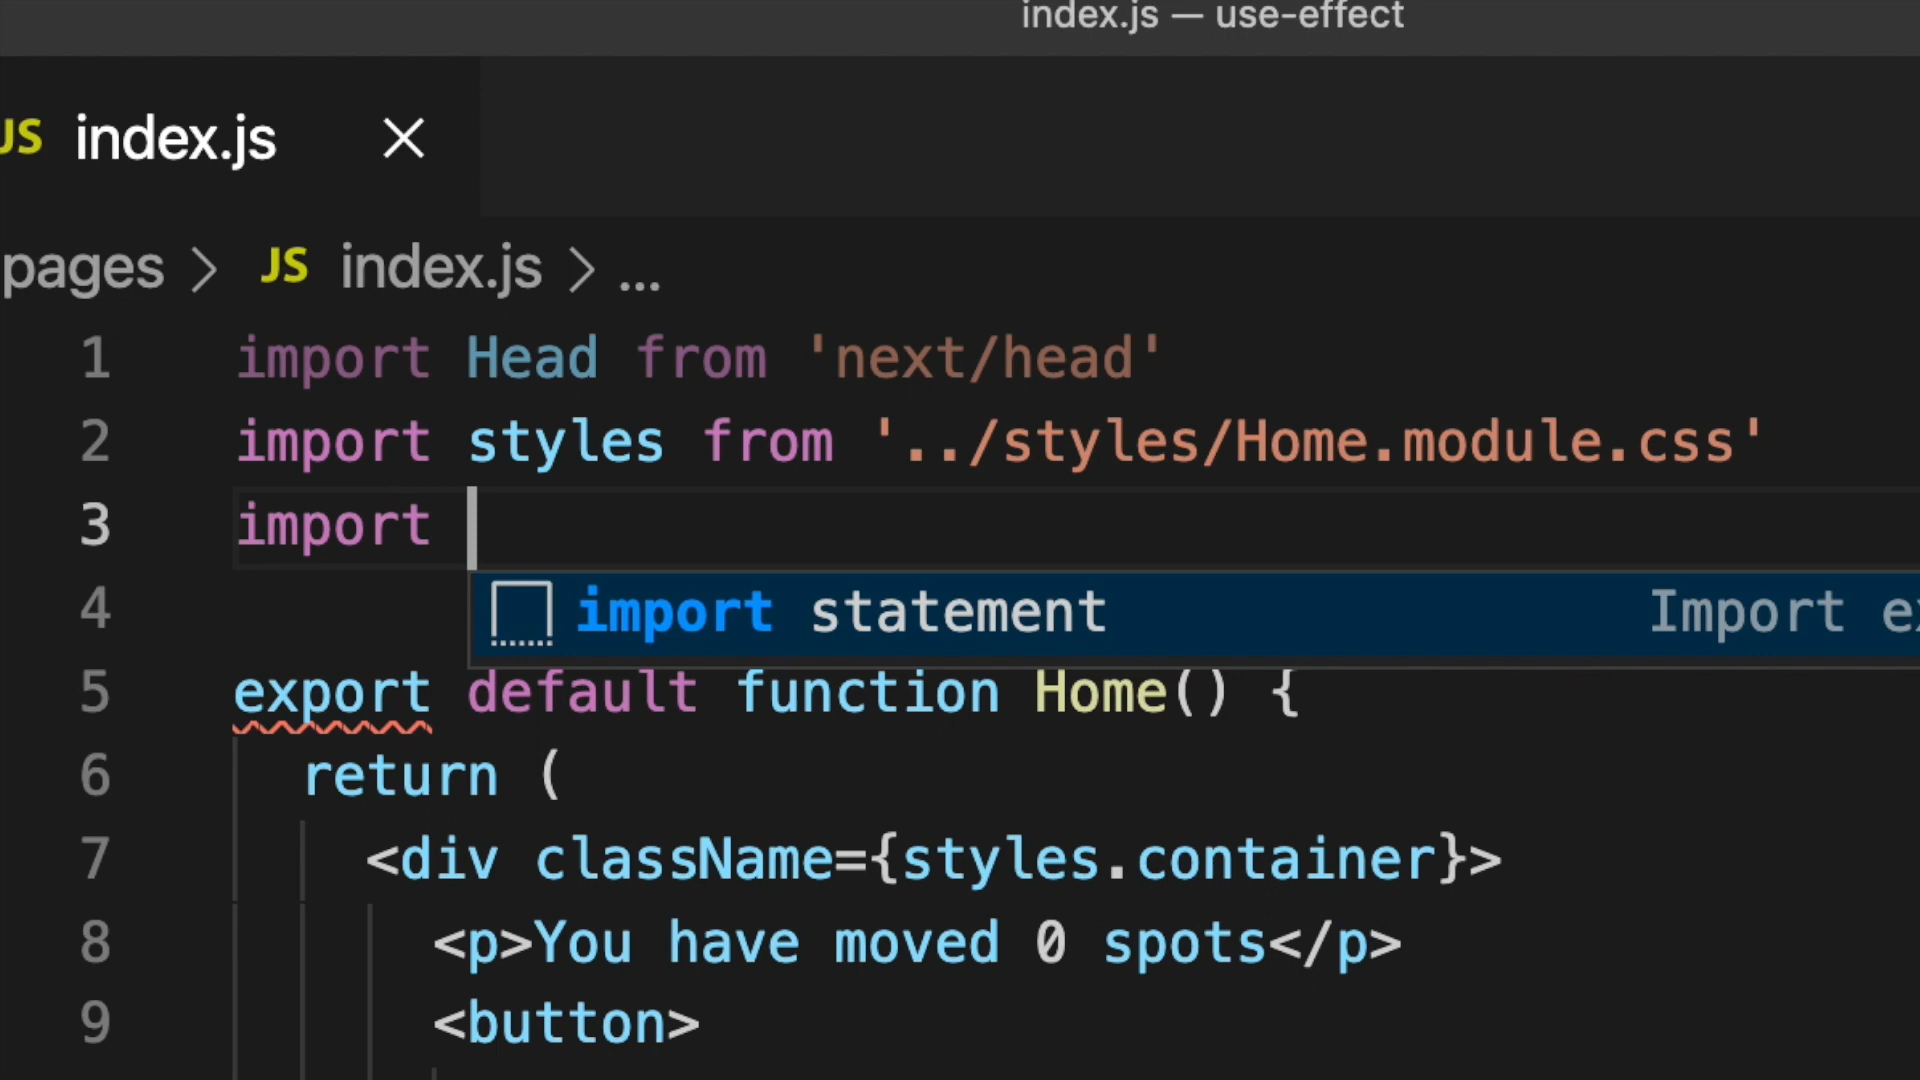 index.js — use-effect
JS index.js
pages > JS index.js > ...
1 import Head from 'next/head'
2 import styles from '../styles/Home.module.css'
3 import
import statement Import
4
5 export default function Home() {
6 return (
7 <div className={styles.container}>
8 <p>You have moved 0 spots</p>
9 <button>